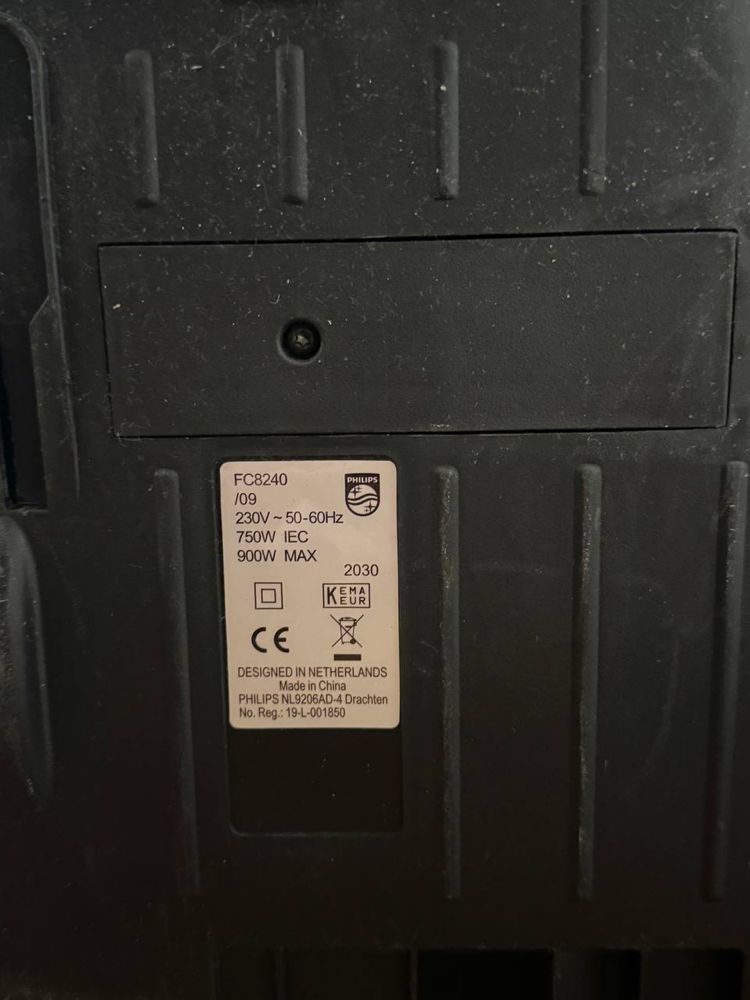 FC8240
PHILIPS
/09
230V ~ 50-60Hz
750W IEC
900W MAX
2030
KEMA
EUR
CE
DESIGNED IN NETHERLANDS
Made in China
PHILIPS NL9206AD-4 Drachten
No. Reg.: 19-L-001850